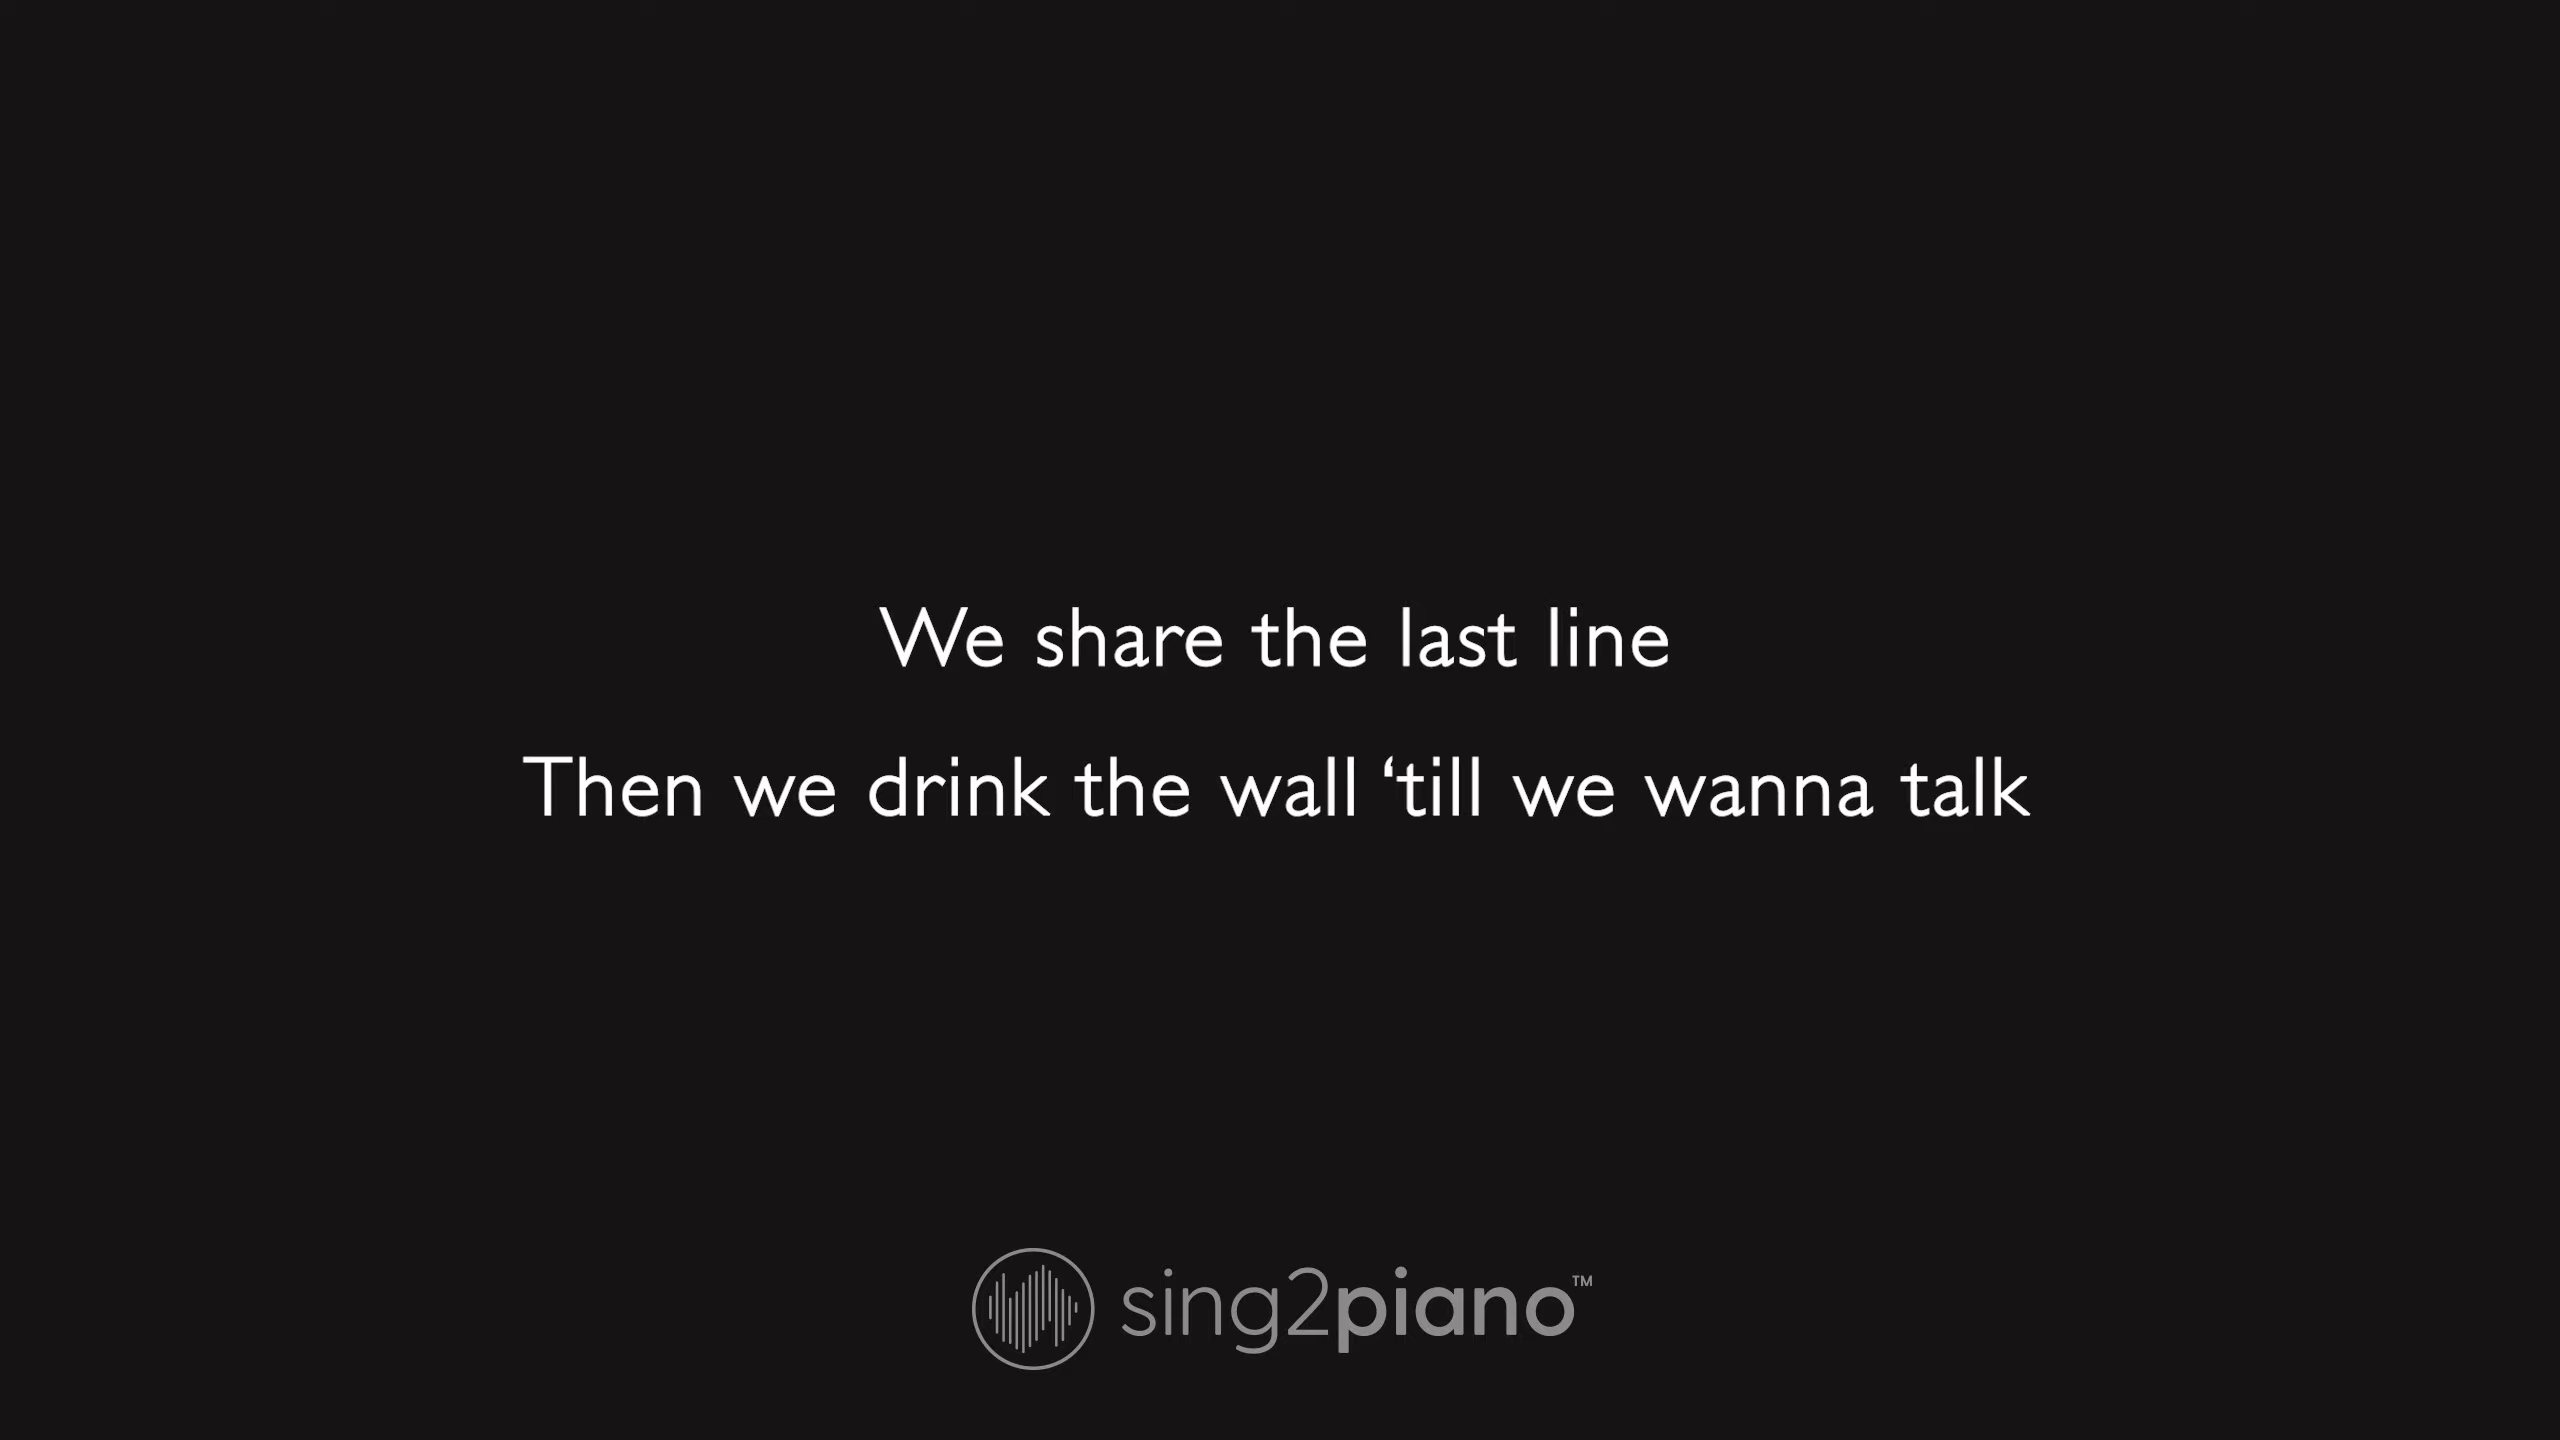 We share the last line
Then we drink the wall ‘till we wanna talk
sing2piano™